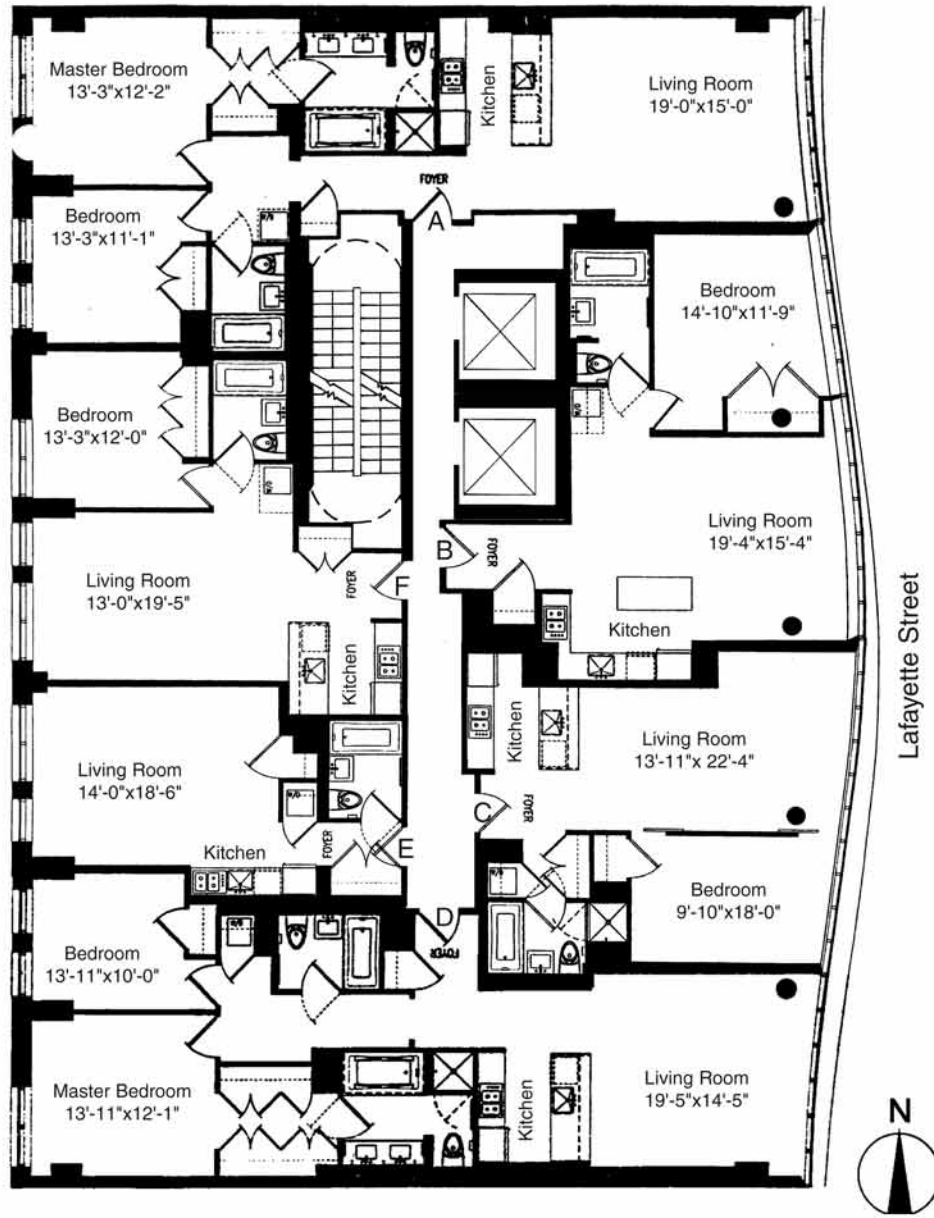 Master Bedroom
13'-3"x12'-2"
Kitchen
Living Room
19'-0"x15'-0"
FOYER
A
Bedroom
13'-3"x11'-1"
W/D
Bedroom
14'-10"x11'-9"
Bedroom
13'-3"x12'-0"
W/D
W/D
Living Room
19'-4"x15'-4"
B
FOYER
Living Room
13'-0"x19'-5"
FOYER
F
Kitchen
Kitchen
Lafayette Street
Kitchen
Living Room
13'-11"x 22'-4"
Living Room
14'-0"x18'-6"
W/D
C
FOYER
Kitchen
FOYER
E
W/D
Bedroom
9'-10"x18'-0"
D
FOYER
W/D
Bedroom
13'-11"x10'-0"
Master Bedroom
13'-11"x12'-1"
Kitchen
Living Room
19'-5"x14'-5"
N